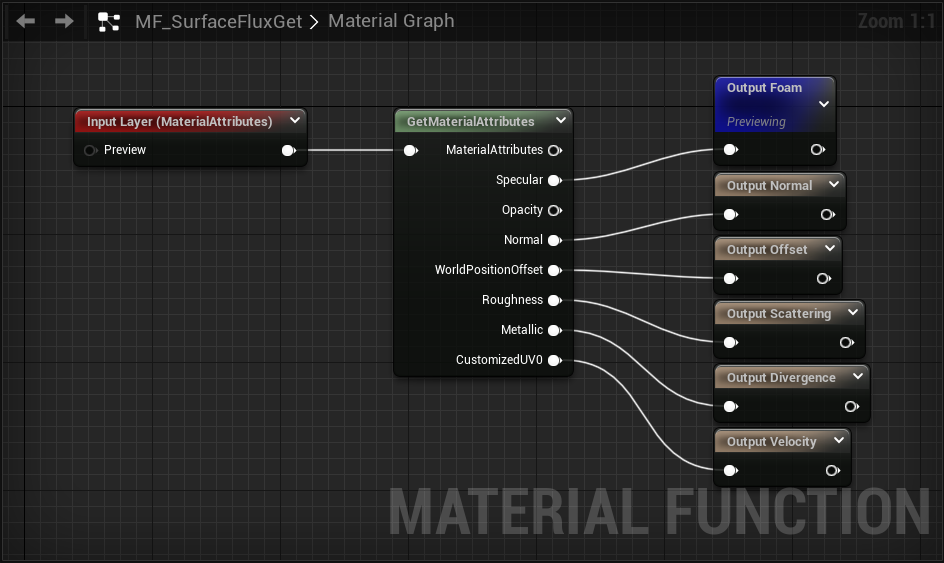 MF_SurfaceFluxGet > Material Graph
Zoom 1:1
Input Layer (MaterialAttributes)
Preview
GetMaterialAttributes
MaterialAttributes
Specular
Opacity
Normal
WorldPositionOffset
Roughness
Metallic
CustomizedUV0
Output Foam
Previewing
Output Normal
Output Offset
Output Scattering
Output Divergence
Output Velocity
MATERIAL FUNCTION